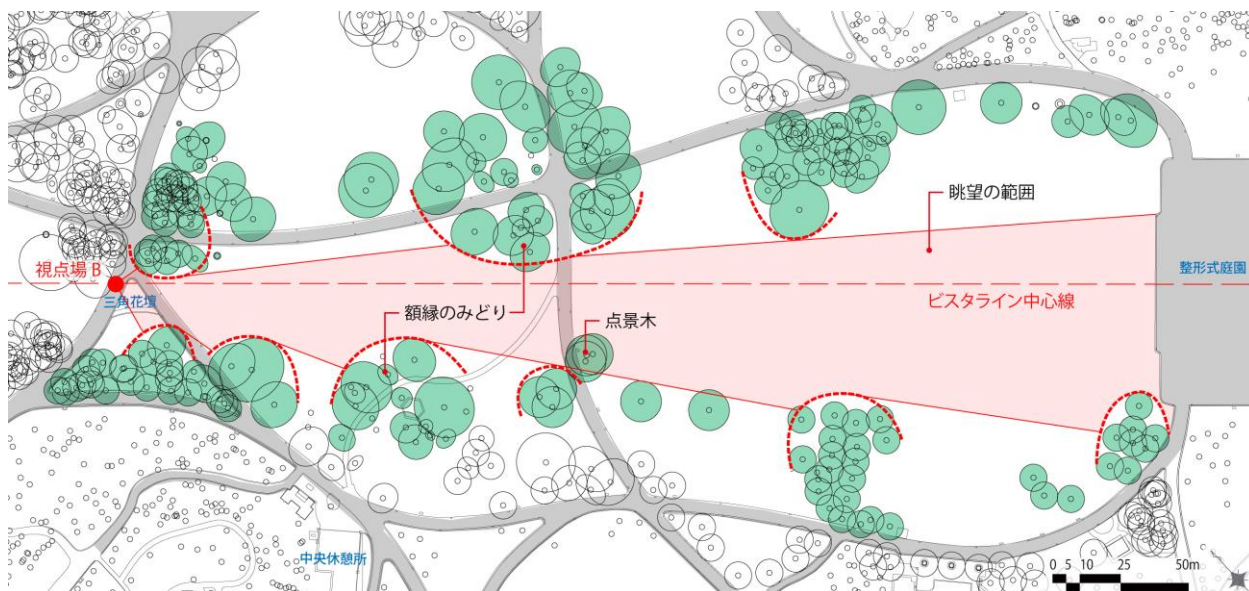 眺望の範囲
視点場 B
整形式庭園
三角花壇
ビスタライン中心線
額縁のみどり
点景木
中央休憩所
0 5 10 25 50m